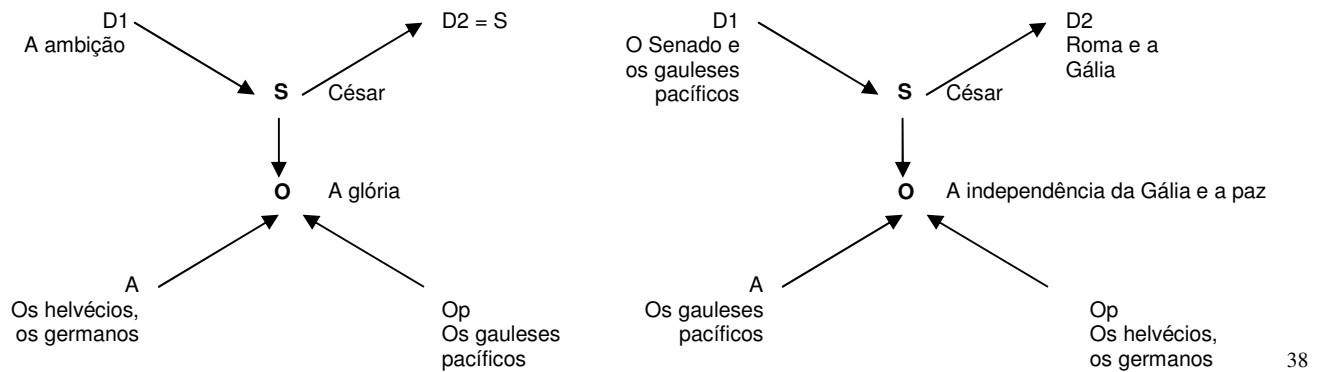 D1
A ambição
D2 = S
S
César
O
A glória
A
Os helvécios,
os germanos
Op
Os gauleses
pacíficos
D1
O Senado e
os gauleses
pacíficos
D2
Roma e a
Gália
S
César
O
A independência da Gália e a paz
A
Os gauleses
pacíficos
Op
Os helvécios,
os germanos
38